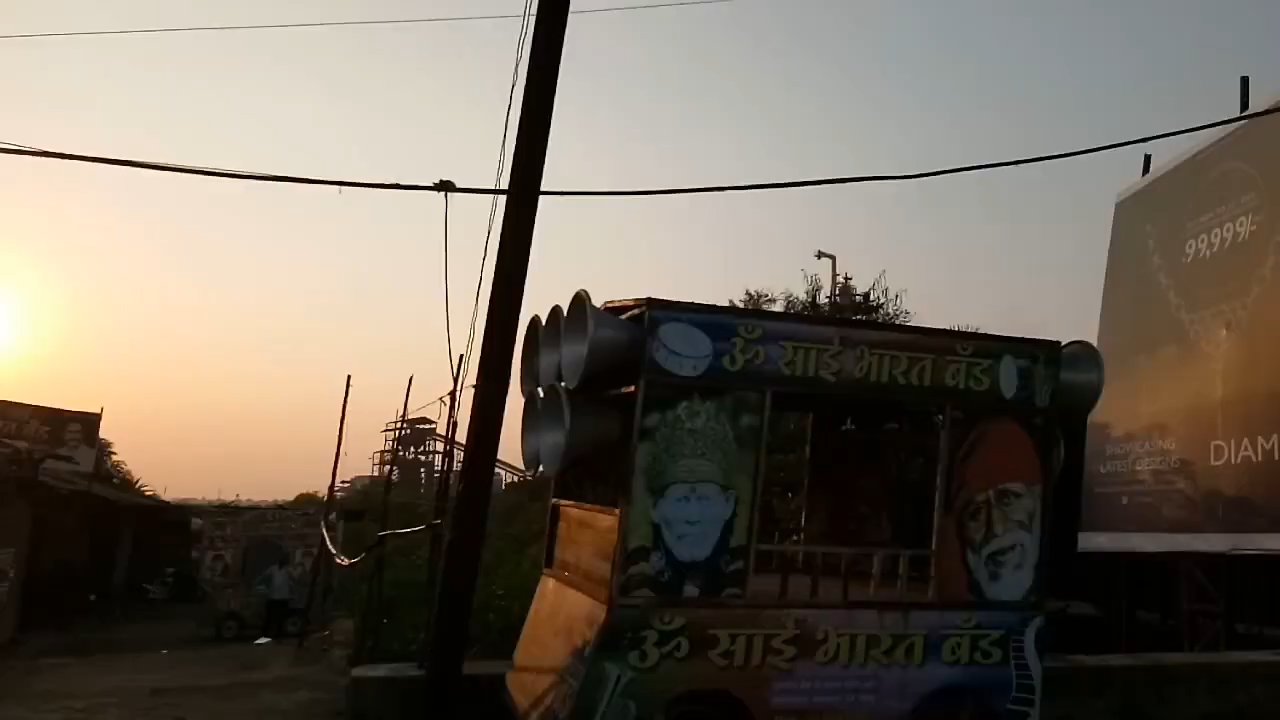 ॐ साई भारत बँड
ॐ साई भारत बँड
99,999/-
SHOWCASING
LATEST DESIGNS
DIAM